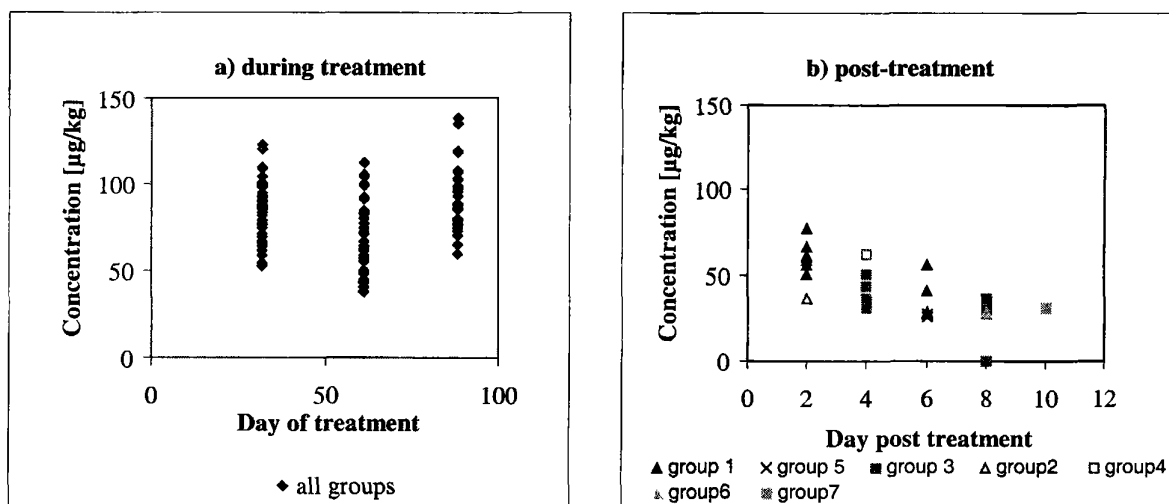 a) during treatment
Concentration [µg/kg]
150
100
50
0
0 50 100
Day of treatment
◆ all groups
b) post-treatment
Concentration [µg/kg]
150
100
50
0
0 2 4 6 8 10 12
Day post treatment
▲ group 1 × group 5 ■ group 3 △ group2 □ group4
▲ group6 ■ group7